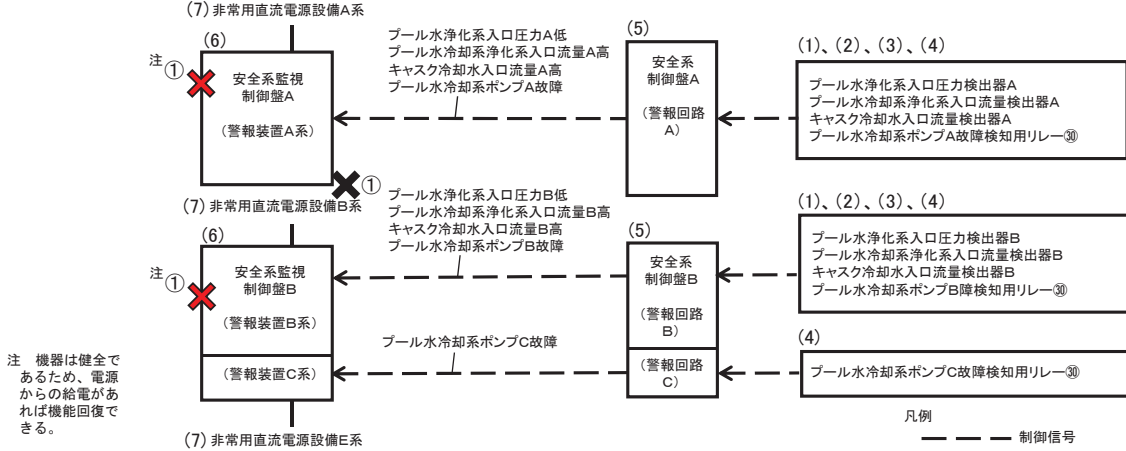 (7) 非常用直流電源設備A系
(6)
注 ①
安全系監視
制御盤A
(警報装置A系)
プール水浄化系入口圧力A低
プール水冷却系浄化系入口流量A高
キャスク冷却水入口流量A高
プール水冷却系ポンプA故障
(5)
安全系
制御盤A
(警報回路
A)
(1)、(2)、(3)、(4)
プール水浄化系入口圧力検出器A
プール水冷却系浄化系入口流量検出器A
キャスク冷却水入口流量検出器A
プール水冷却系ポンプA故障検知用リレー㉚
①
(7) 非常用直流電源設備B系
(6)
注 ①
安全系監視
制御盤B
(警報装置B系)
(警報装置C系)
プール水浄化系入口圧力B低
プール水冷却系浄化系入口流量B高
キャスク冷却水入口流量B高
プール水冷却系ポンプB故障
プール水冷却系ポンプC故障
(5)
安全系
制御盤B
(警報回路
B)
(警報回路
C)
(1)、(2)、(3)、(4)
プール水浄化系入口圧力検出器B
プール水冷却系浄化系入口流量検出器B
キャスク冷却水入口流量検出器B
プール水冷却系ポンプB障検知用リレー㉚
(4)
プール水冷却系ポンプC故障検知用リレー㉚
(7) 非常用直流電源設備E系
注 機器は健全で
あるため、電源
からの給電があ
れば機能回復で
きる。
凡例
制御信号